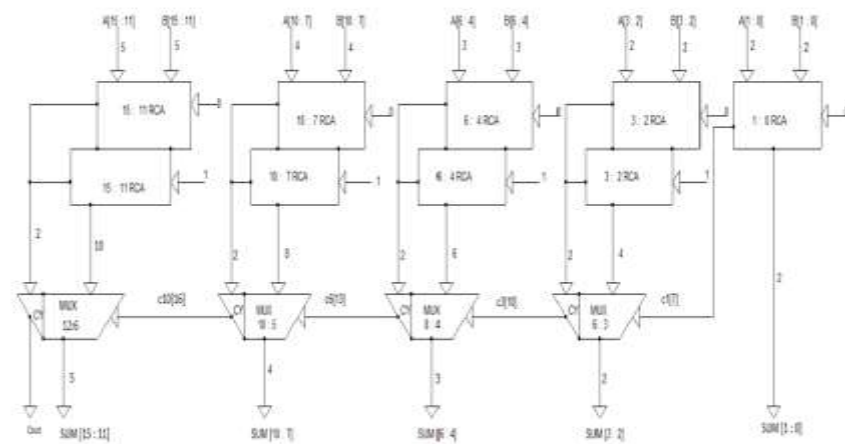 A[15 : 11] B[15 : 11] A[10 : 7] B[10 : 7] A[6 : 4] B[6 : 4] A[3 : 2] B[3 : 2] A[1 : 0] B[1 : 0]
5 5 4 4 3 3 2 2 2 2
15 : 11 RCA 10 : 7 RCA 6 : 4 RCA 3 : 2 RCA 1 : 0 RCA
15 : 11 RCA 1 10 : 7 RCA 1 6 : 4 RCA 1 3 : 2 RCA 1
2 10 2 8 2 6 2 4 2
CY MUX c10[16] CY MUX c6[13] CY MUX c3[10] CY MUX c1[7]
12:6 10 : 5 8 : 4 6 : 3
5 4 3 2
Cout SUM [15 : 11] SUM[10 : 7] SUM[6 : 4] SUM[3 : 2] SUM [1 : 0]